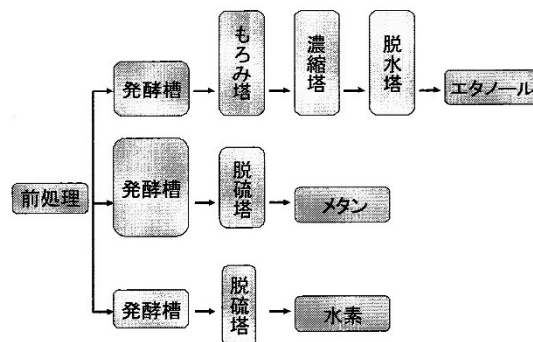 前処理
発酵槽
もろみ塔
濃縮塔
脱水塔
エタノール
発酵槽
脱硫塔
メタン
発酵槽
脱硫塔
水素